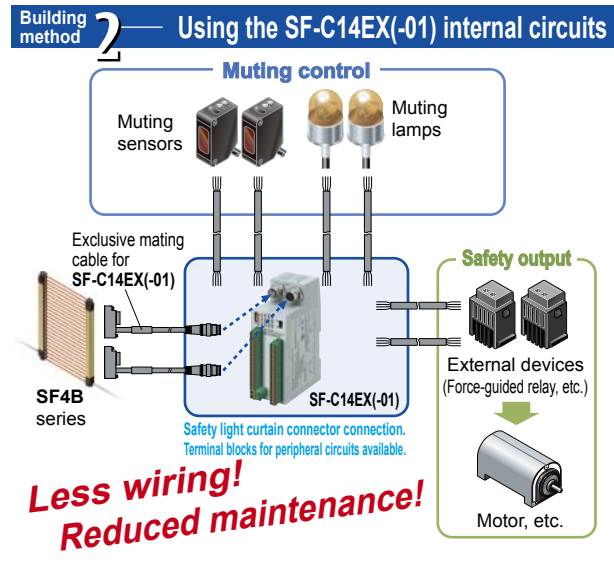 Building
method
2
Using the SF-C14EX(-01) internal circuits
Muting control
Muting
sensors
Muting
lamps
Exclusive mating
cable for
SF-C14EX(-01)
SF4B
series
SF-C14EX(-01)
Safety light curtain connector connection.
Terminal blocks for peripheral circuits available.
Safety output
External devices
(Force-guided relay, etc.)
Motor, etc.
Less wiring!
Reduced maintenance!